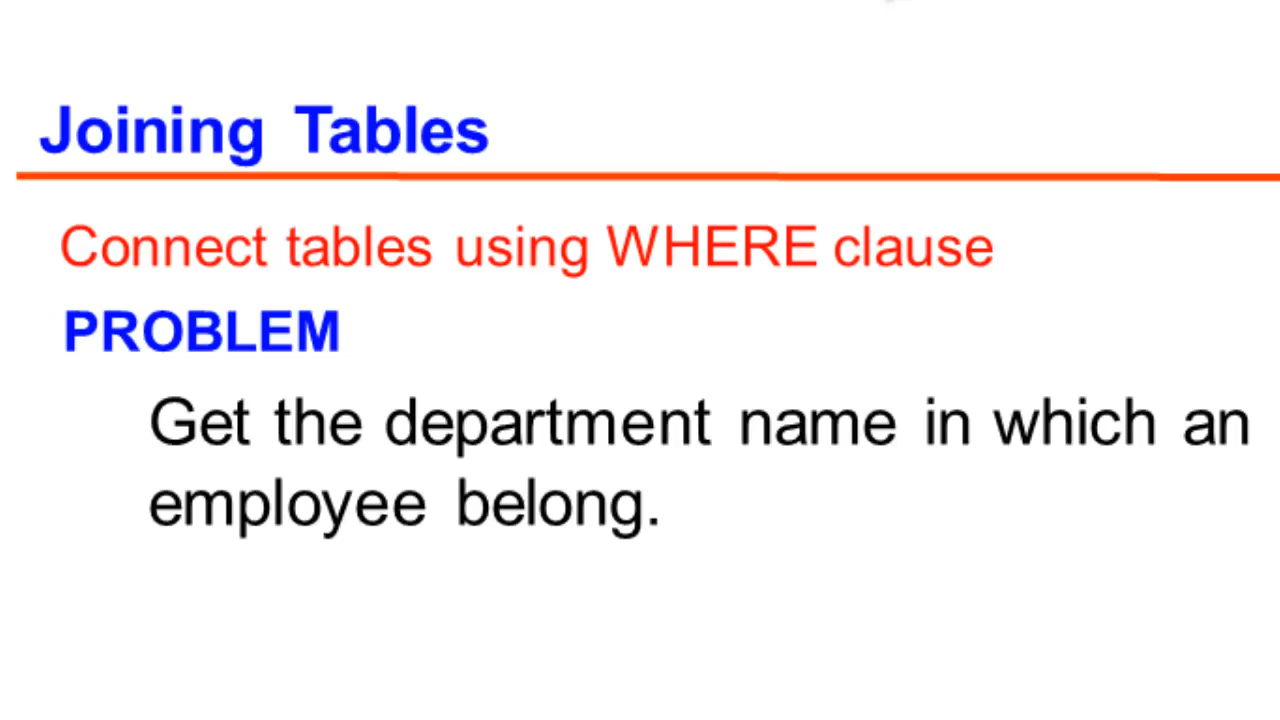 Joining Tables
Connect tables using WHERE clause
PROBLEM
Get the department name in which an
employee belong.